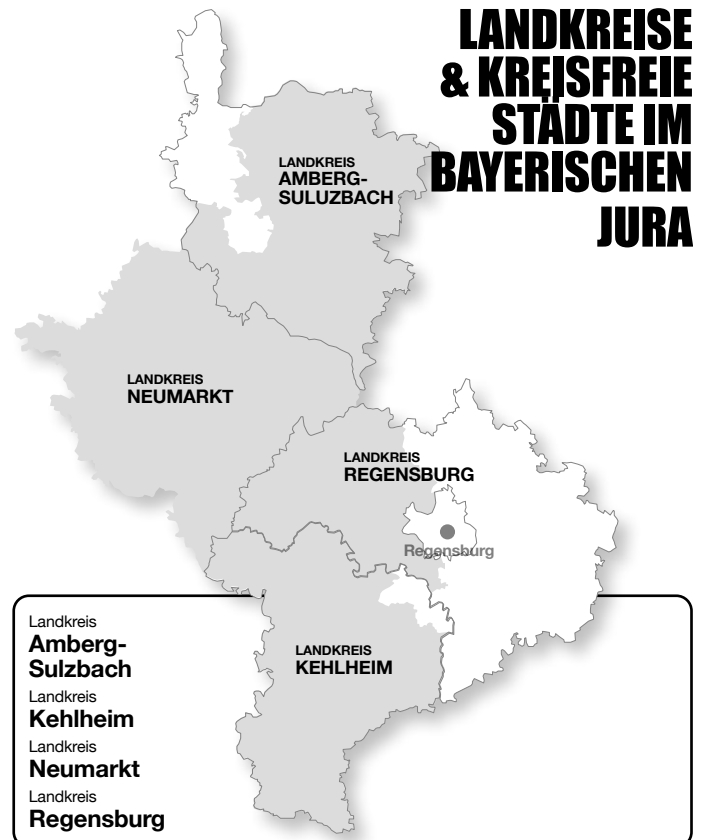 LANDKREISE
& KREISFREIE
STÄDTE IM
BAYERISCHEN
JURA
LANDKREIS
AMBERG-
SULUZBACH
LANDKREIS
NEUMARKT
LANDKREIS
REGENSBURG
Regensburg
LANDKREIS
KEHLHEIM
Landkreis
Amberg-
Sulzbach
Landkreis
Kehlheim
Landkreis
Neumarkt
Landkreis
Regensburg